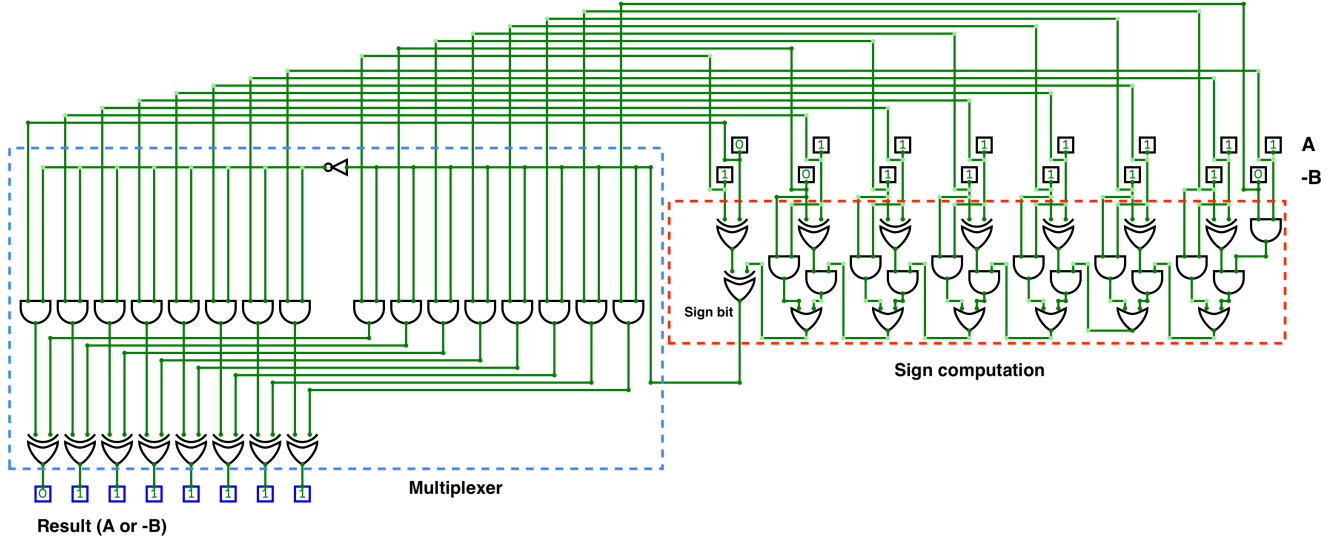 0 1 1 1 1 1 1 1 A
1 0 1 1 1 1 1 0 -B
Sign bit
Sign computation
Multiplexer
0 1 1 1 1 1 1 1
Result (A or -B)